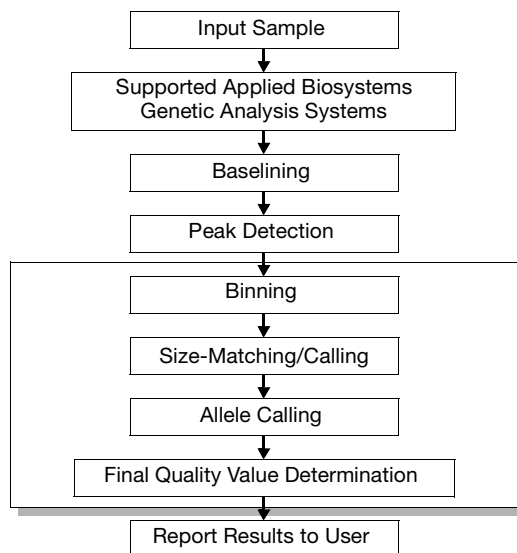 Input Sample
Supported Applied Biosystems
Genetic Analysis Systems
Baselining
Peak Detection
Binning
Size-Matching/Calling
Allele Calling
Final Quality Value Determination
Report Results to User